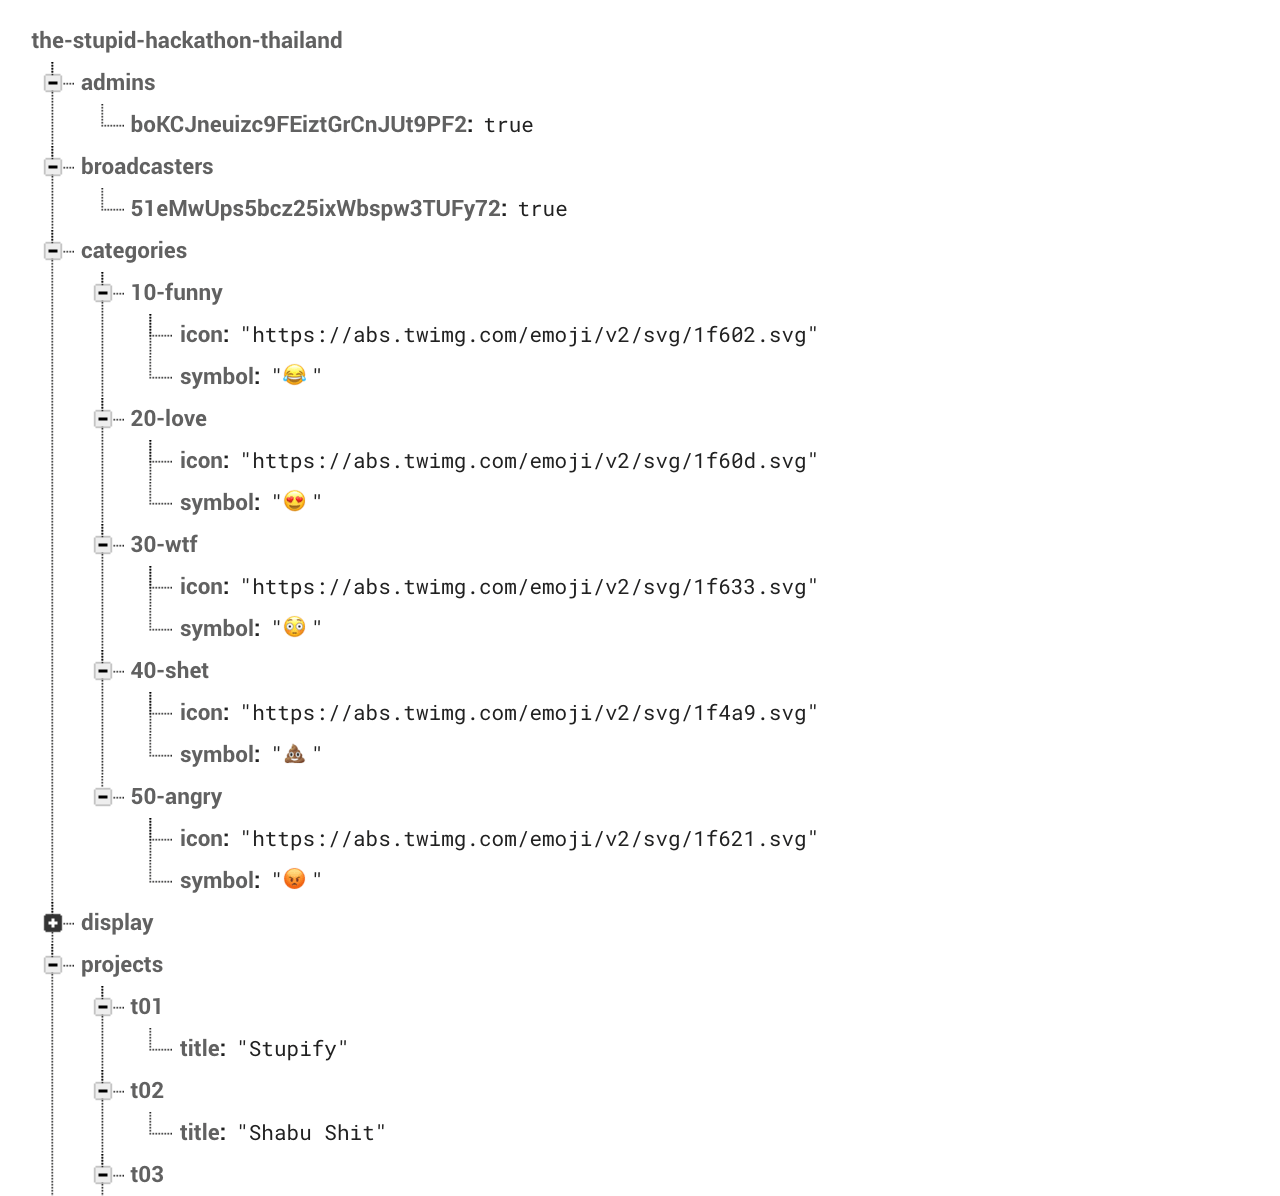 the-stupid-hackathon-thailand
admins
boKCJneuizc9FEiztGrCnJUt9PF2: true
broadcasters
51eMwUps5bcz25ixWbspw3TUFy72: true
categories
10-funny
icon: "https://abs.twimg.com/emoji/v2/svg/1f602.svg"
symbol: "😂"
20-love
icon: "https://abs.twimg.com/emoji/v2/svg/1f60d.svg"
symbol: "😍"
30-wtf
icon: "https://abs.twimg.com/emoji/v2/svg/1f633.svg"
symbol: "😳"
40-shet
icon: "https://abs.twimg.com/emoji/v2/svg/1f4a9.svg"
symbol: "💩"
50-angry
icon: "https://abs.twimg.com/emoji/v2/svg/1f621.svg"
symbol: "😡"
display
projects
t01
title: "Stupify"
t02
title: "Shabu Shit"
t03